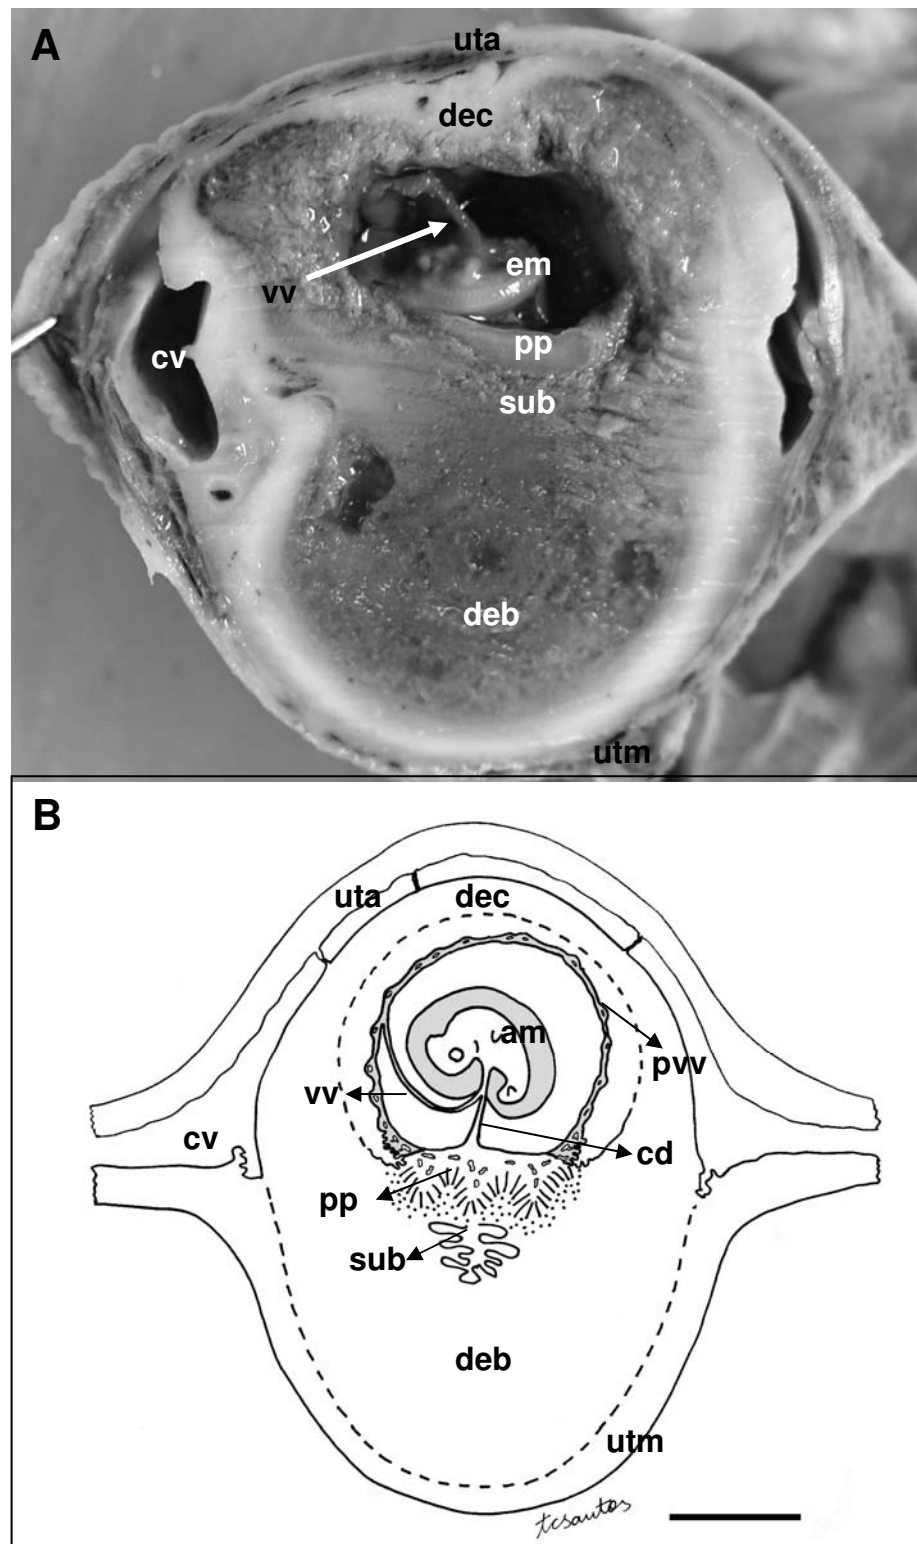 A
uta
dec
em
vv
pp
cv
sub
deb
utm
B
uta
dec
am
pvv
vv
cv
cd
pp
sub
deb
utm
tcsantos